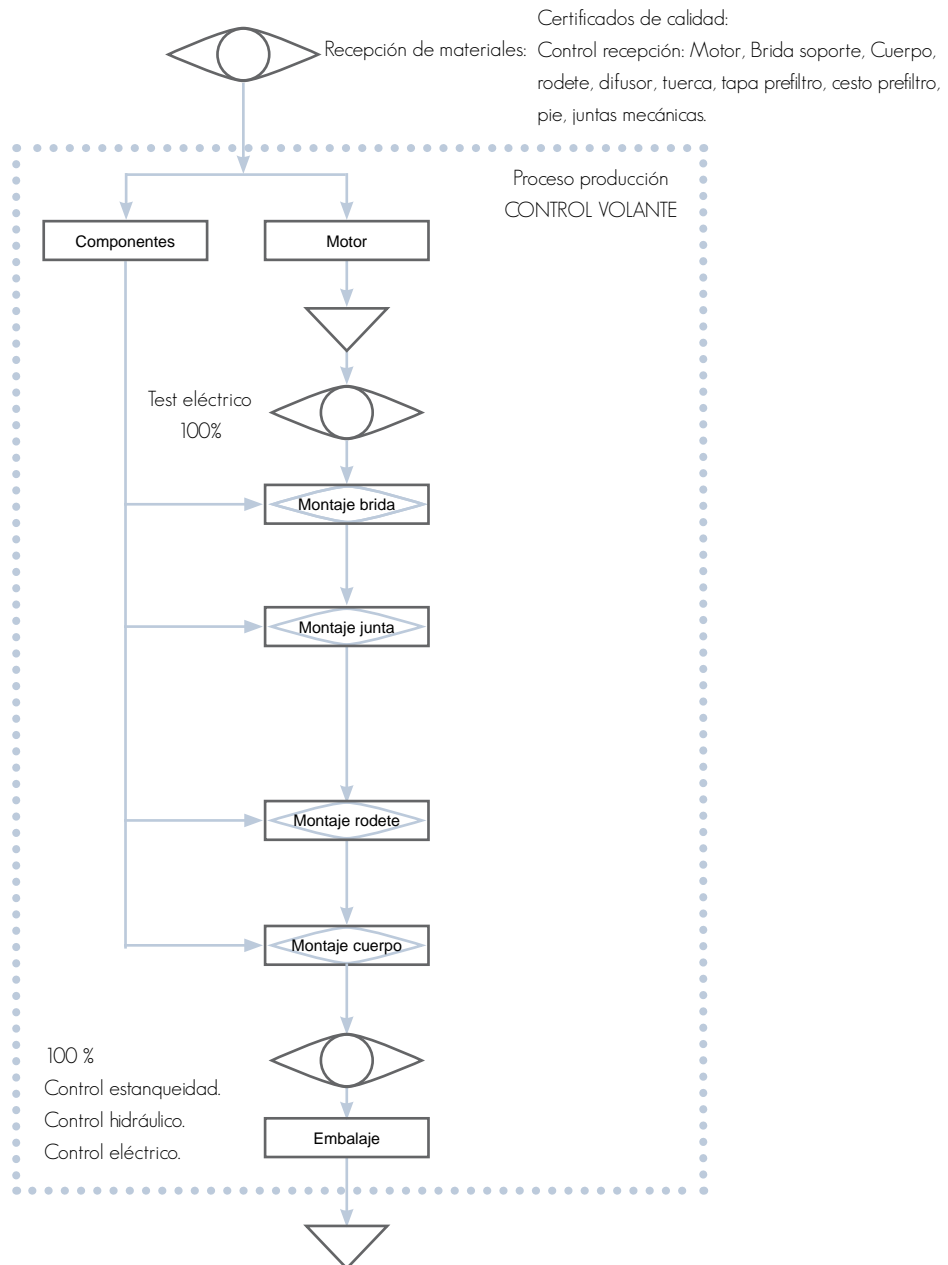 Certificados de calidad:
Recepción de materiales:
Control recepción: Motor, Brida soporte, Cuerpo,
rodete, difusor, tuerca, tapa prefiltro, cesto prefiltro,
pie, juntas mecánicas.
Proceso producción
CONTROL VOLANTE
Componentes
Motor
Test eléctrico
100%
Montaje brida
Montaje junta
Montaje rodete
Montaje cuerpo
100 %
Control estanqueidad.
Control hidráulico.
Control eléctrico.
Embalaje